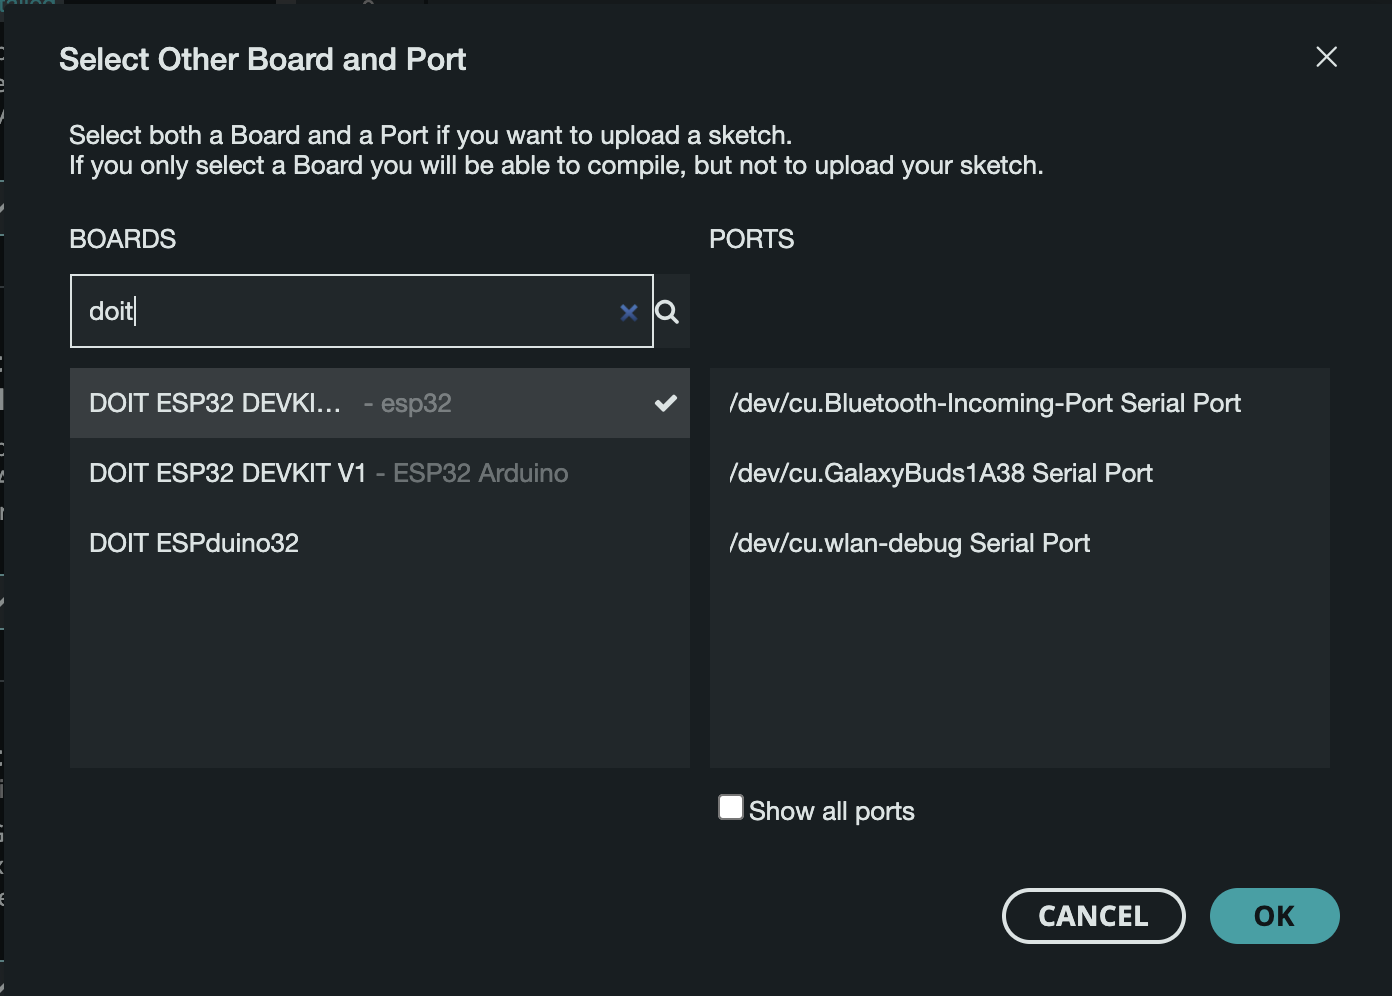 Select Other Board and Port
Select both a Board and a Port if you want to upload a sketch.
If you only select a Board you will be able to compile, but not to upload your sketch.
BOARDS
PORTS
doit
DOIT ESP32 DEVKI... - esp32
DOIT ESP32 DEVKIT V1 - ESP32 Arduino
DOIT ESPduino32
/dev/cu.Bluetooth-Incoming-Port Serial Port
/dev/cu.GalaxyBuds1A38 Serial Port
/dev/cu.wlan-debug Serial Port
Show all ports
CANCEL
OK